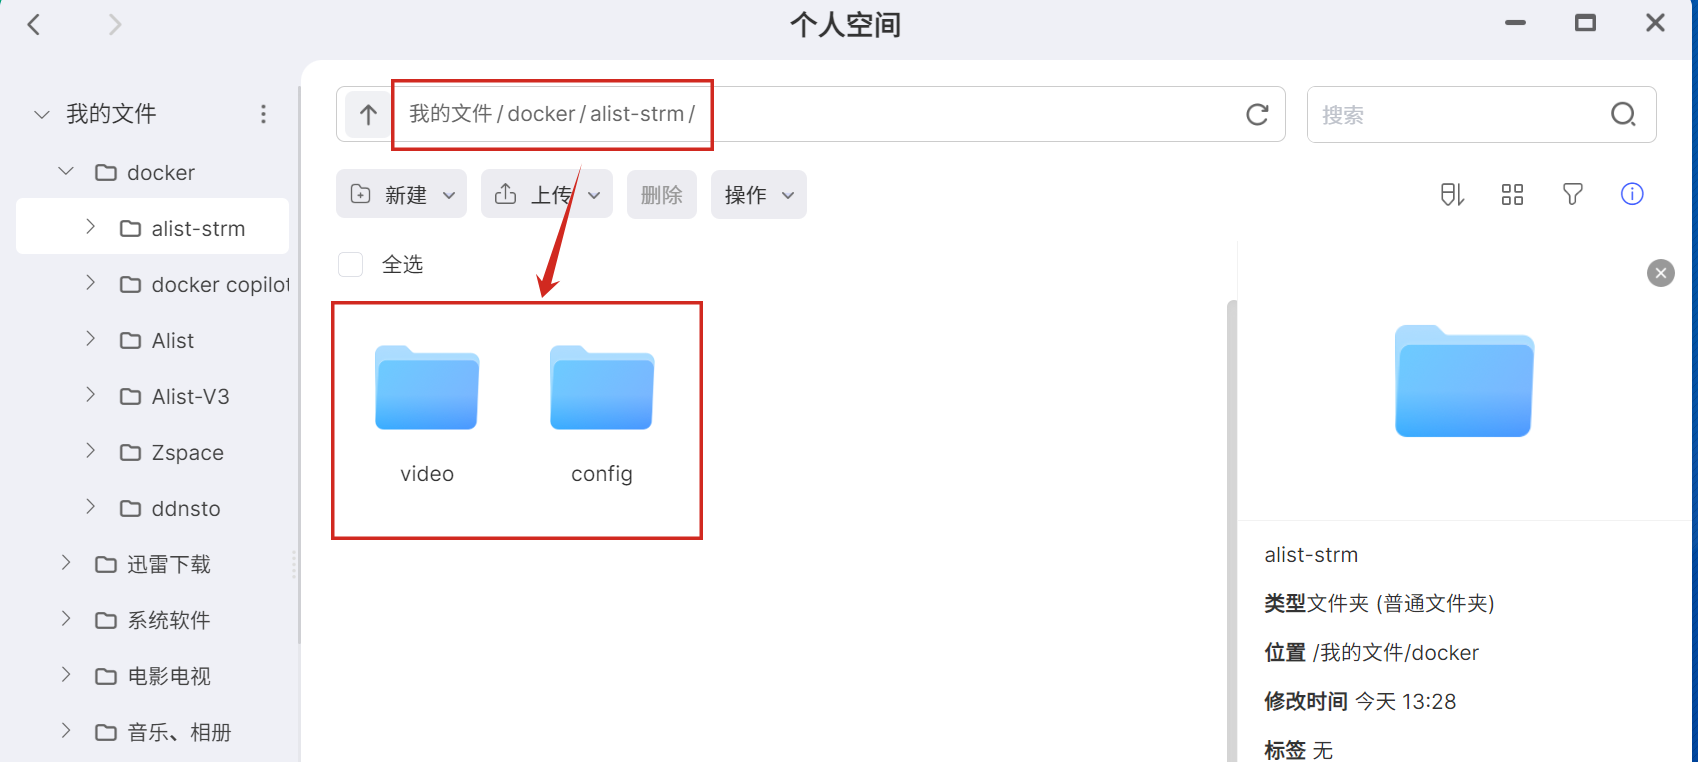 个人空间
我的文件
docker
alist-strm
docker copilot
Alist
Alist-V3
Zspace
ddnsto
迅雷下载
系统软件
电影电视
音乐、相册
我的文件/docker/alist-strm/
搜索
新建 上传 删除 操作
全选
video config
alist-strm
类型文件夹 (普通文件夹)
位置 /我的文件/docker
修改时间 今天 13:28
标签 无